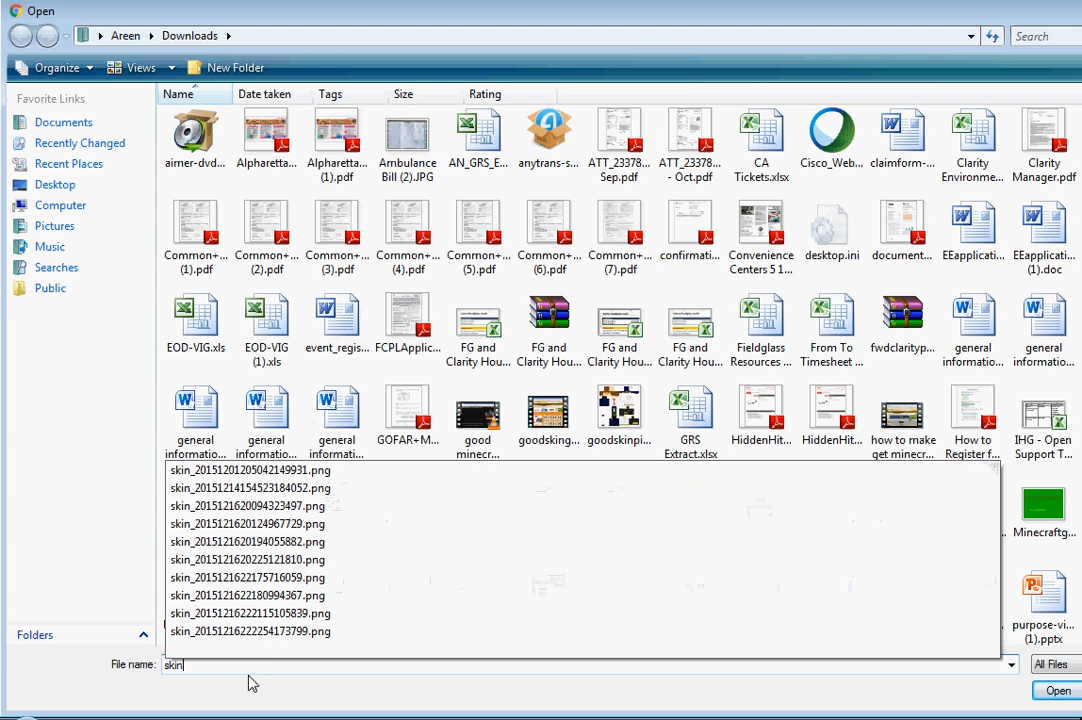 Open
Areen Downloads Search
Organize Views New Folder
Favorite Links
Documents
Recently Changed
Recent Places
Desktop
Computer
Pictures
Music
Searches
Public
Folders
Name Date taken Tags Size Rating
aimer-dvd...
Alpharetta...
Alpharetta...
(1).pdf
Ambulance
Bill (2).JPG
AN_GRS_E...
anytrans-s...
ATT_23378...
Sep.pdf
ATT_23378...
- Oct.pdf
CA
Tickets.xlsx
Cisco_Web...
claimform-...
Clarity
Environme...
Clarity
Manager.pdf
Common+...
(1).pdf
Common+...
(2).pdf
Common+...
(3).pdf
Common+...
(4).pdf
Common+...
(5).pdf
Common+...
(6).pdf
Common+...
(7).pdf
confirmati...
Convenience
Centers 5 1...
desktop.ini
document...
EEapplicati...
EEapplicati...
(1).doc
EOD-VIG.xls
EOD-VIG
(1).xls
event_regis...
FCPLApplic...
FG and
Clarity Hou...
FG and
Clarity Hou...
FG and
Clarity Hou...
FG and
Clarity Hou...
Fieldglass
Resources ...
From To
Timesheet ...
fwdclarityp...
general
informatio...
general
informatio...
general
informatio...
general
informatio...
general
informatio...
GOFAR+M...
good
minecr...
goodsking...
goodskinpi...
GRS
Extract.xlsx
HiddenHit...
HiddenHit...
how to make
qet minecr...
How to
Register f...
IHG - Open
Support T...
Minecraftg...
purpose-vi...
(1).pptx
skin_20151201205042149931.png
skin_20151214154523184052.png
skin_2015121620094323497.png
skin_2015121620124967729.png
skin_2015121620194055882.png
skin_2015121620225121810.png
skin_2015121622175716059.png
skin_2015121622180994367.png
skin_20151216222115105839.png
skin_20151216222254173799.png
File name: skin All Files
Open